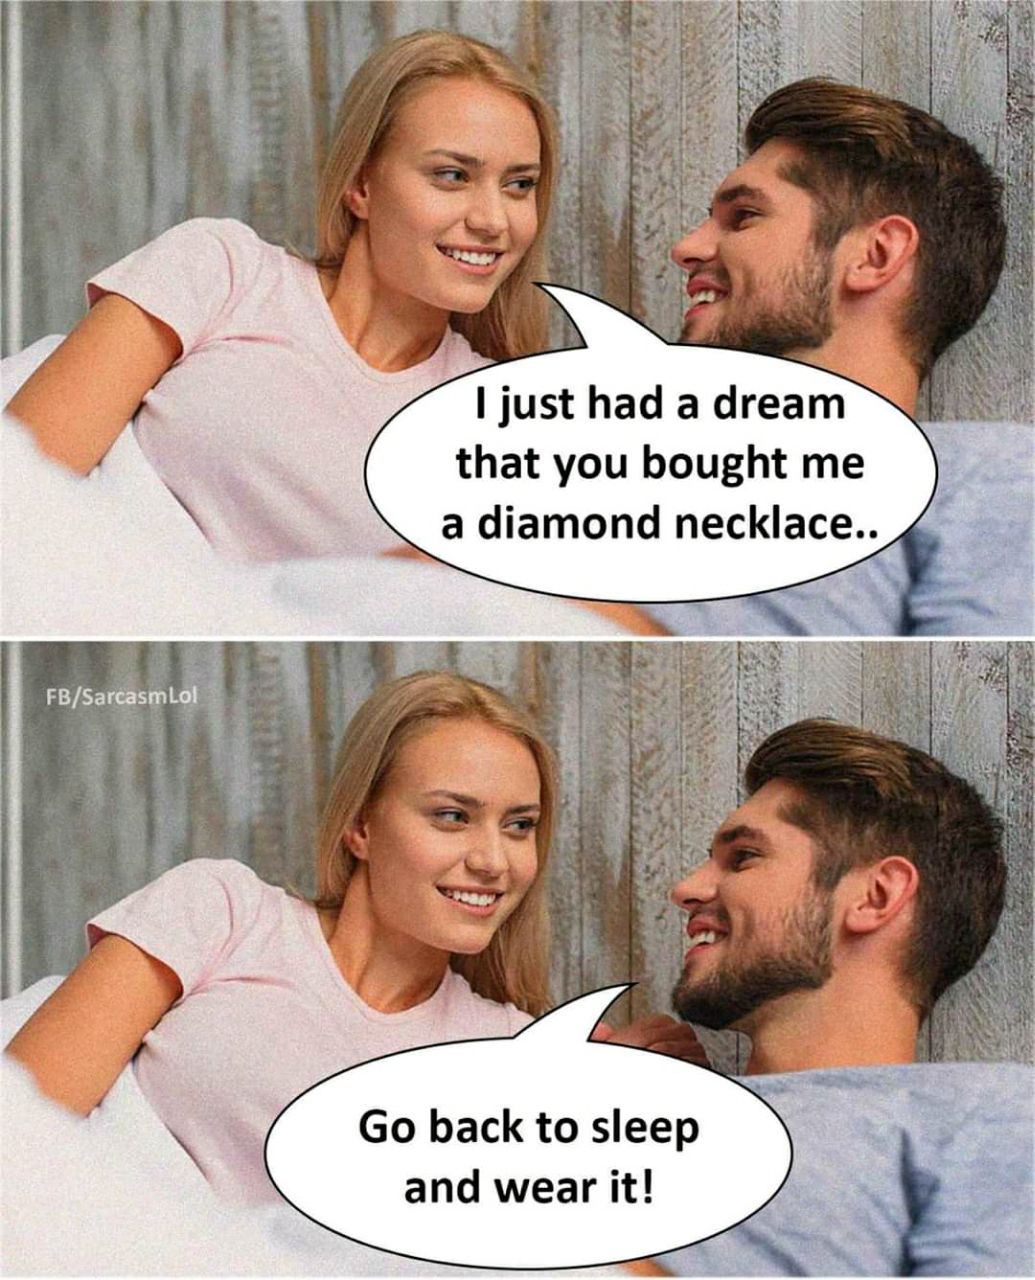 I just had a dream
that you bought me
a diamond necklace..
FB/SarcasmLol
Go back to sleep
and wear it!